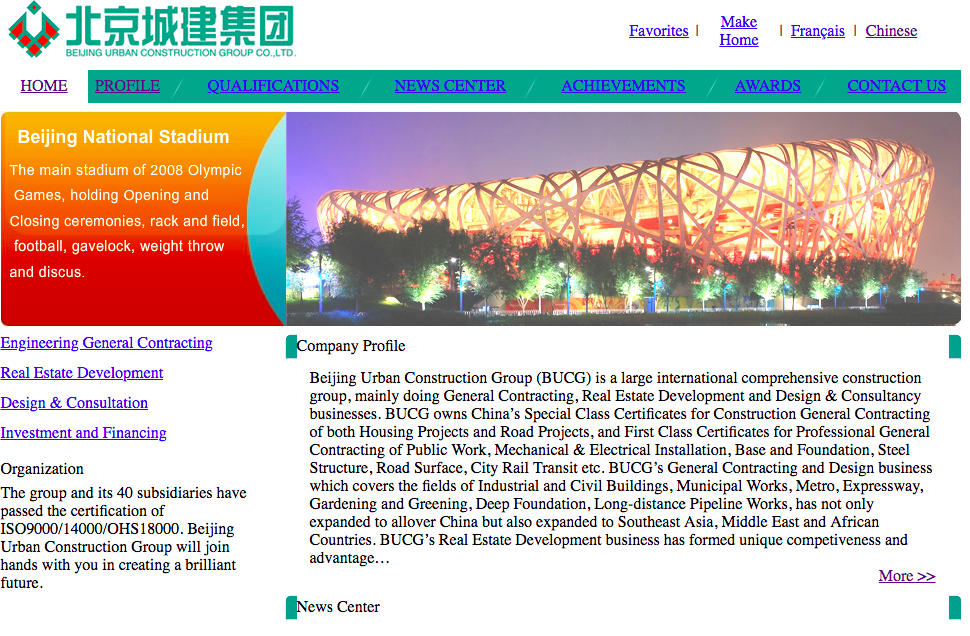 北京城建集团
BEIJING URBAN CONSTRUCTION GROUP CO.,LTD.
Favorites | Make Home | Français | Chinese
HOME PROFILE QUALIFICATIONS NEWS CENTER ACHIEVEMENTS AWARDS CONTACT US
Beijing National Stadium
The main stadium of 2008 Olympic
Games, holding Opening and
Closing ceremonies, rack and field,
football, gavelock, weight throw
and discus.
Engineering General Contracting
Real Estate Development
Design & Consultation
Investment and Financing
Organization
The group and its 40 subsidiaries have
passed the certification of
ISO9000/14000/OHS18000. Beijing
Urban Construction Group will join
hands with you in creating a brilliant
future.
Company Profile
Beijing Urban Construction Group (BUCG) is a large international comprehensive construction
group, mainly doing General Contracting, Real Estate Development and Design & Consultancy
businesses. BUCG owns China’s Special Class Certificates for Construction General Contracting
of both Housing Projects and Road Projects, and First Class Certificates for Professional General
Contracting of Public Work, Mechanical & Electrical Installation, Base and Foundation, Steel
Structure, Road Surface, City Rail Transit etc. BUCG’s General Contracting and Design business
which covers the fields of Industrial and Civil Buildings, Municipal Works, Metro, Expressway,
Gardening and Greening, Deep Foundation, Long-distance Pipeline Works, has not only
expanded to allover China but also expanded to Southeast Asia, Middle East and African
Countries. BUCG’s Real Estate Development business has formed unique competiveness and
advantage…
More >>
News Center